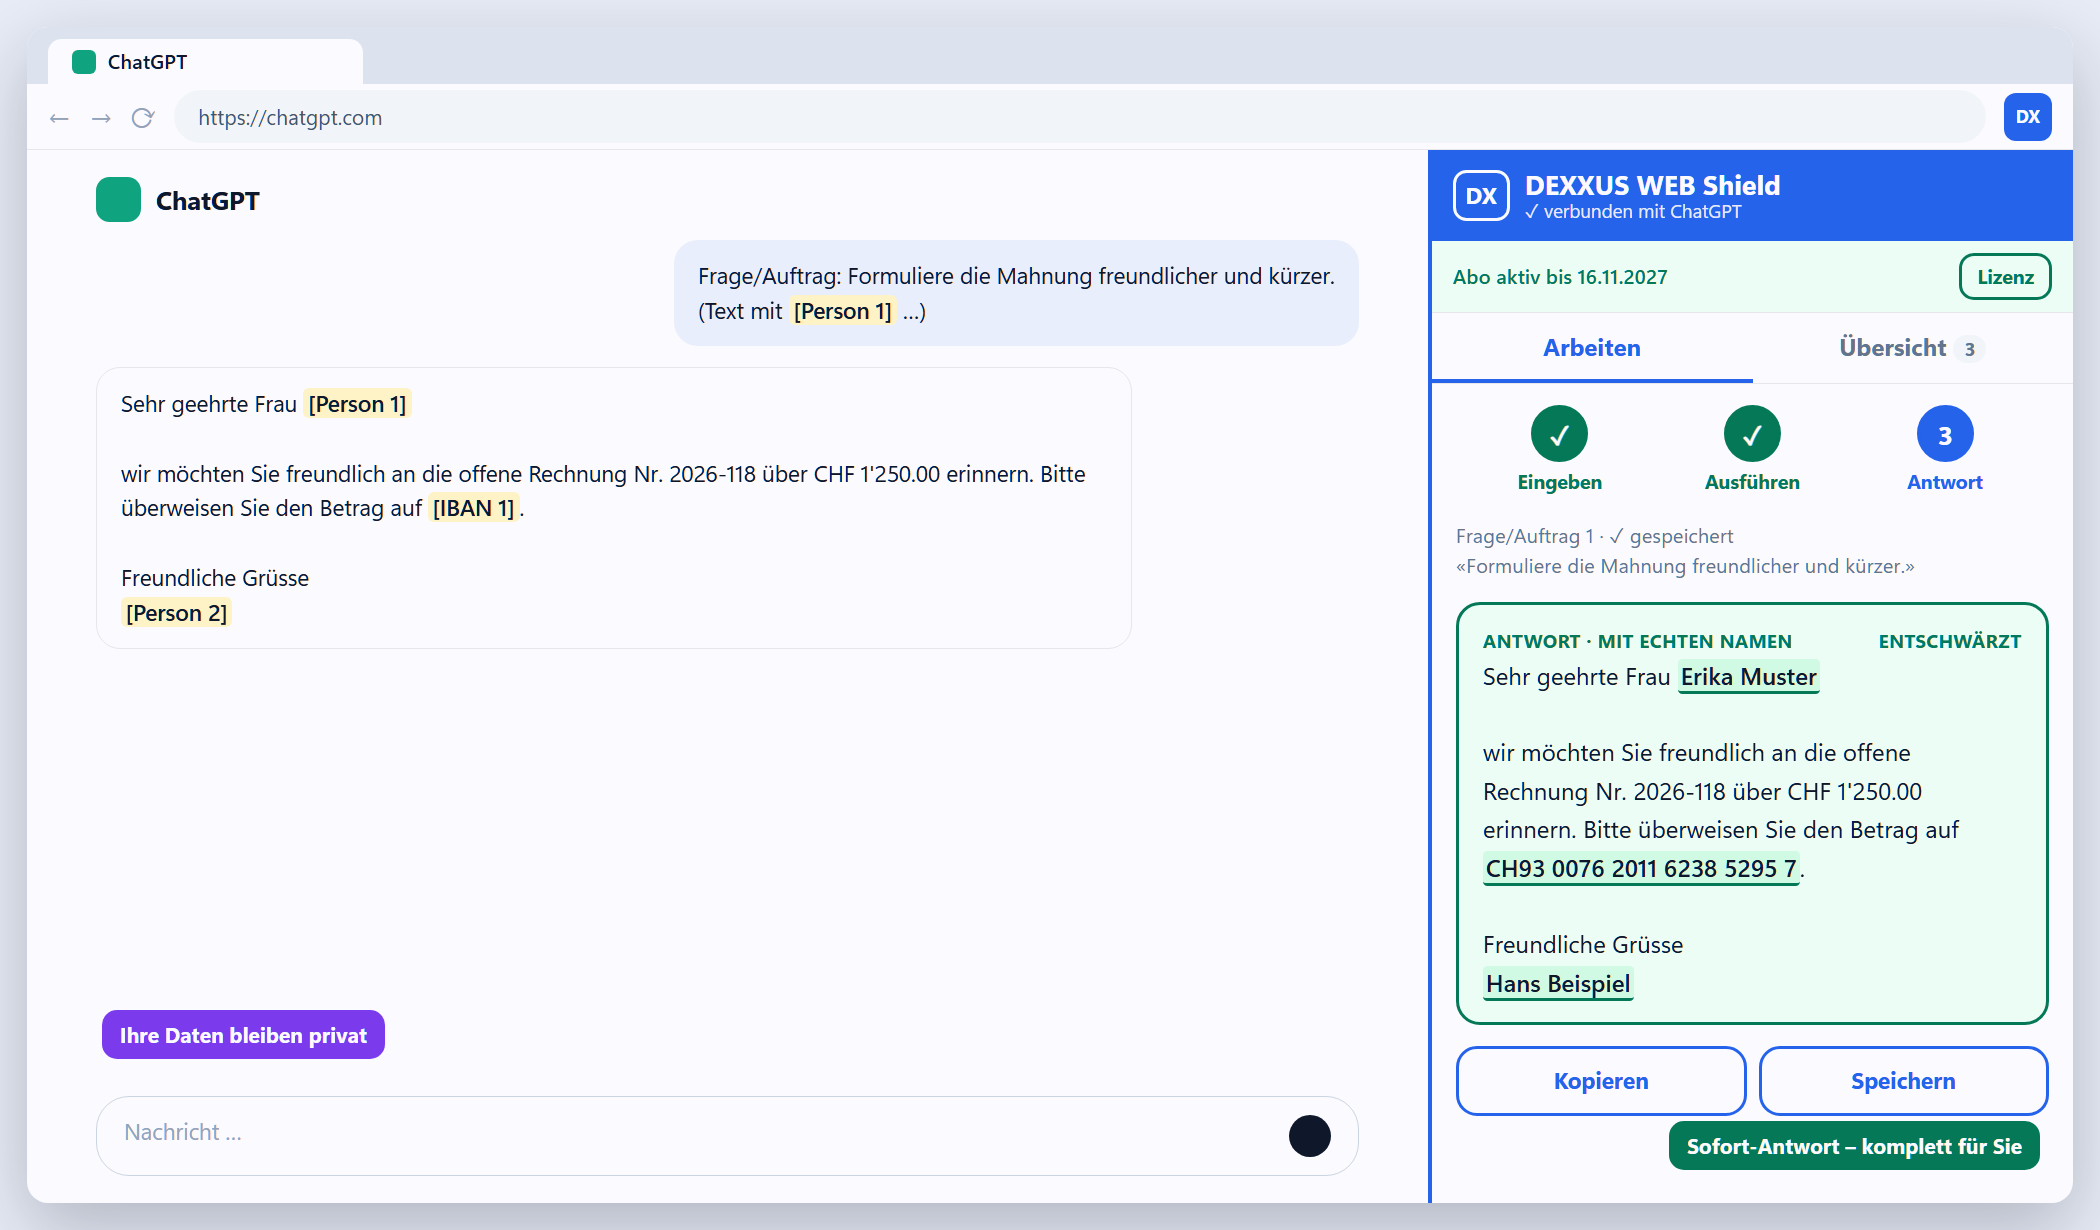 ChatGPT
https://chatgpt.com
DX
ChatGPT
Frage/Auftrag: Formuliere die Mahnung freundlicher und kürzer.
(Text mit [Person 1] ...)
Sehr geehrte Frau [Person 1]
wir möchten Sie freundlich an die offene Rechnung Nr. 2026-118 über CHF 1'250.00 erinnern. Bitte
überweisen Sie den Betrag auf [IBAN 1].
Freundliche Grüsse
[Person 2]
Ihre Daten bleiben privat
Nachricht ...
DX
DEXXUS WEB Shield
✓ verbunden mit ChatGPT
Abo aktiv bis 16.11.2027
Lizenz
Arbeiten
Übersicht 3
✓
✓
3
Eingeben
Ausführen
Antwort
Frage/Auftrag 1 · ✓ gespeichert
«Formuliere die Mahnung freundlicher und kürzer.»
ANTWORT · MIT ECHTEN NAMEN
ENTSCHWÄRZT
Sehr geehrte Frau Erika Muster
wir möchten Sie freundlich an die offene
Rechnung Nr. 2026-118 über CHF 1'250.00
erinnern. Bitte überweisen Sie den Betrag auf
CH93 0076 2011 6238 5295 7.
Freundliche Grüsse
Hans Beispiel
Kopieren
Speichern
Sofort-Antwort – komplett für Sie